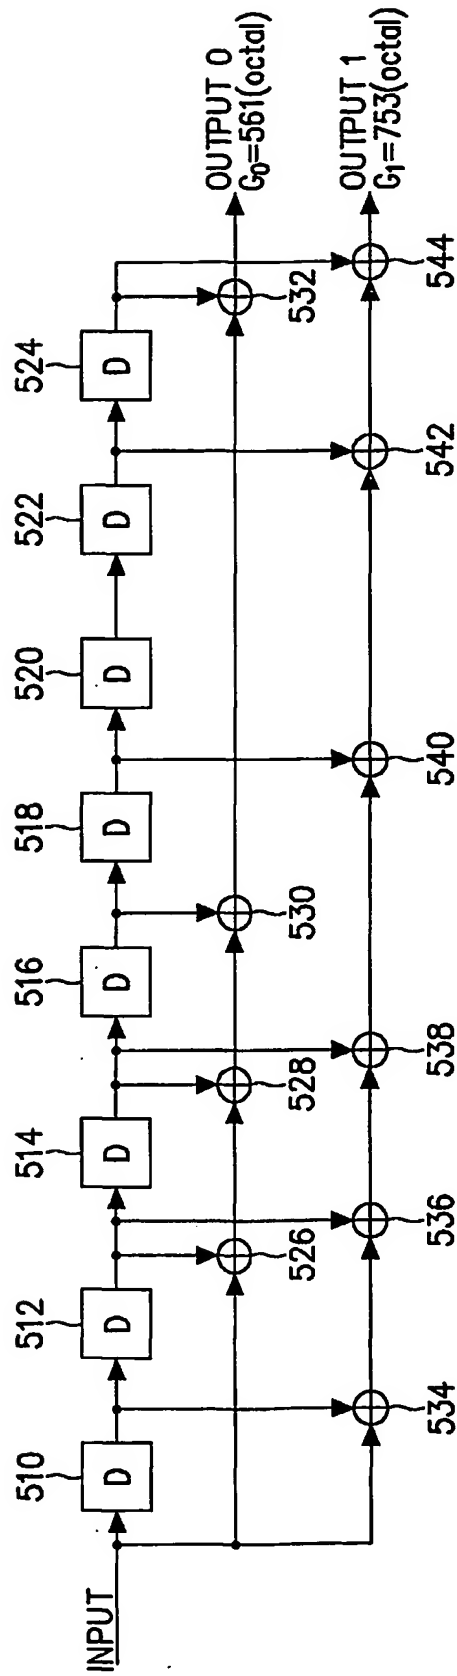 INPUT
510 512 514 516 518 520 522 524
D D D D D D D D
526 528 530 532
OUTPUT 0
G0=561(octal)
534 536 538 540 542 544
OUTPUT 1
G1=753(octal)